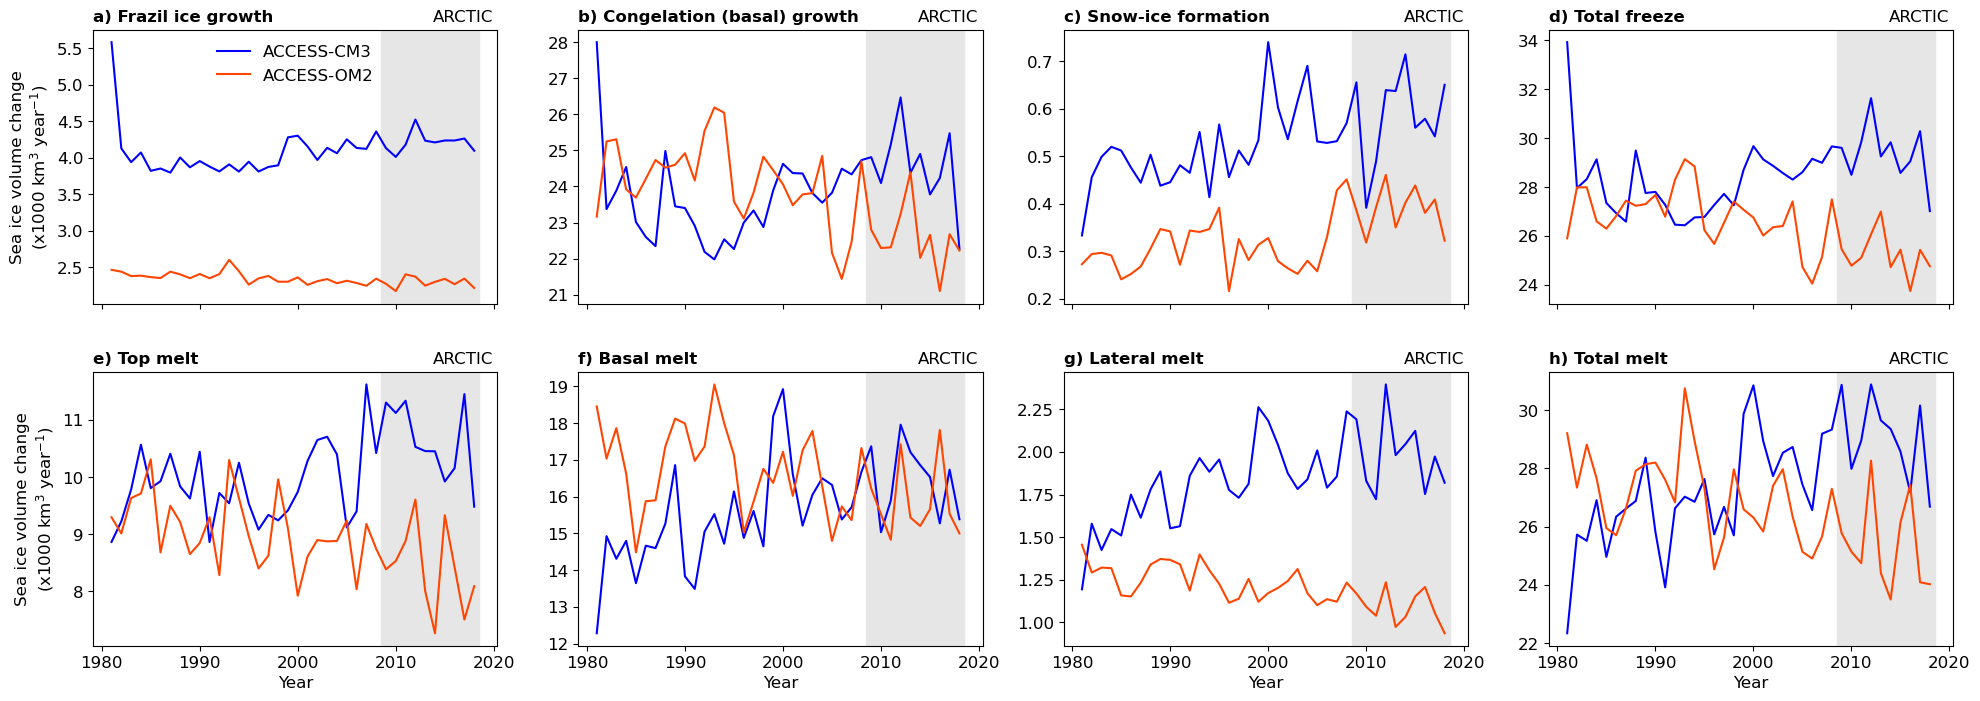 a) Frazil ice growth ARCTIC
b) Congelation (basal) growth ARCTIC
c) Snow-ice formation ARCTIC
d) Total freeze ARCTIC
Sea ice volume change
(x1000 km³ year⁻¹)
ACCESS-CM3
ACCESS-OM2
5.5
5.0
4.5
4.0
3.5
3.0
2.5
28
27
26
25
24
23
22
21
0.7
0.6
0.5
0.4
0.3
0.2
34
32
30
28
26
24
e) Top melt ARCTIC
f) Basal melt ARCTIC
g) Lateral melt ARCTIC
h) Total melt ARCTIC
Sea ice volume change
(x1000 km³ year⁻¹)
11
10
9
8
19
18
17
16
15
14
13
12
2.25
2.00
1.75
1.50
1.25
1.00
30
28
26
24
22
1980 1990 2000 2010 2020
1980 1990 2000 2010 2020
1980 1990 2000 2010 2020
1980 1990 2000 2010 2020
Year
Year
Year
Year